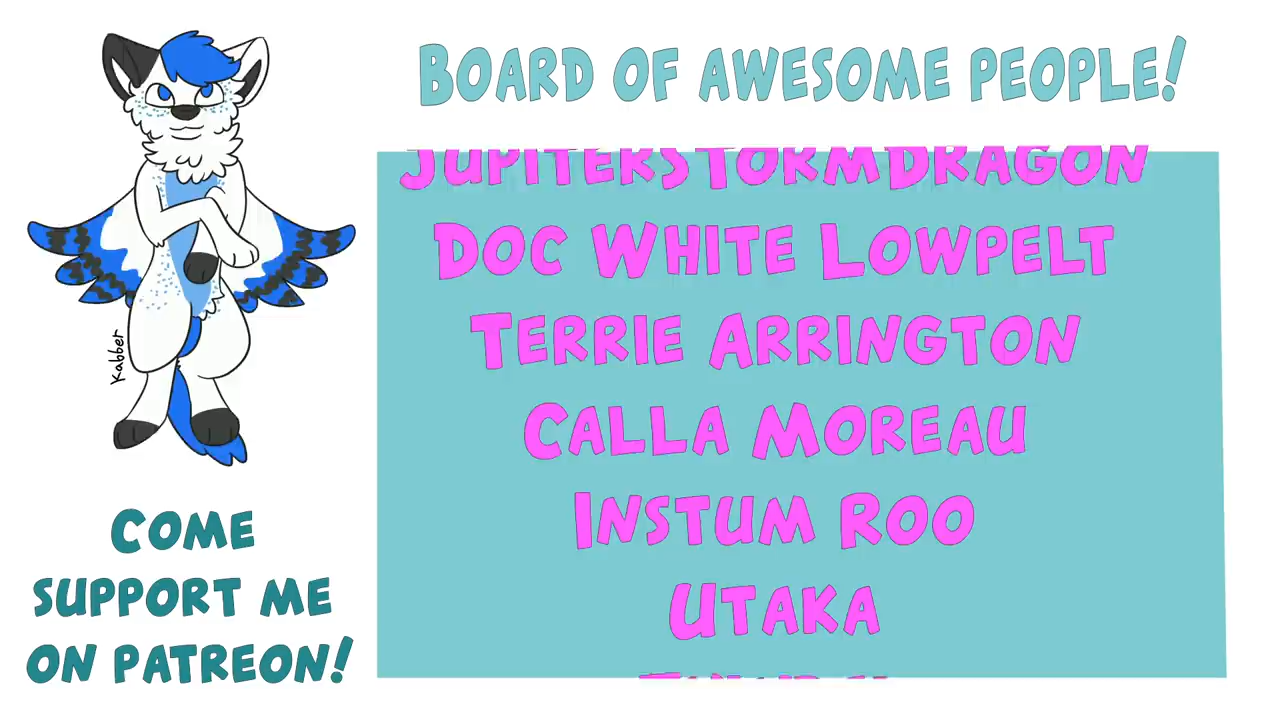 Board of awesome people!
JupiterStormDragon
Doc White Lowpelt
Terrie Arrington
Calla Moreau
Instum Roo
Utaka
Kabber
Come
support me
on patreon!